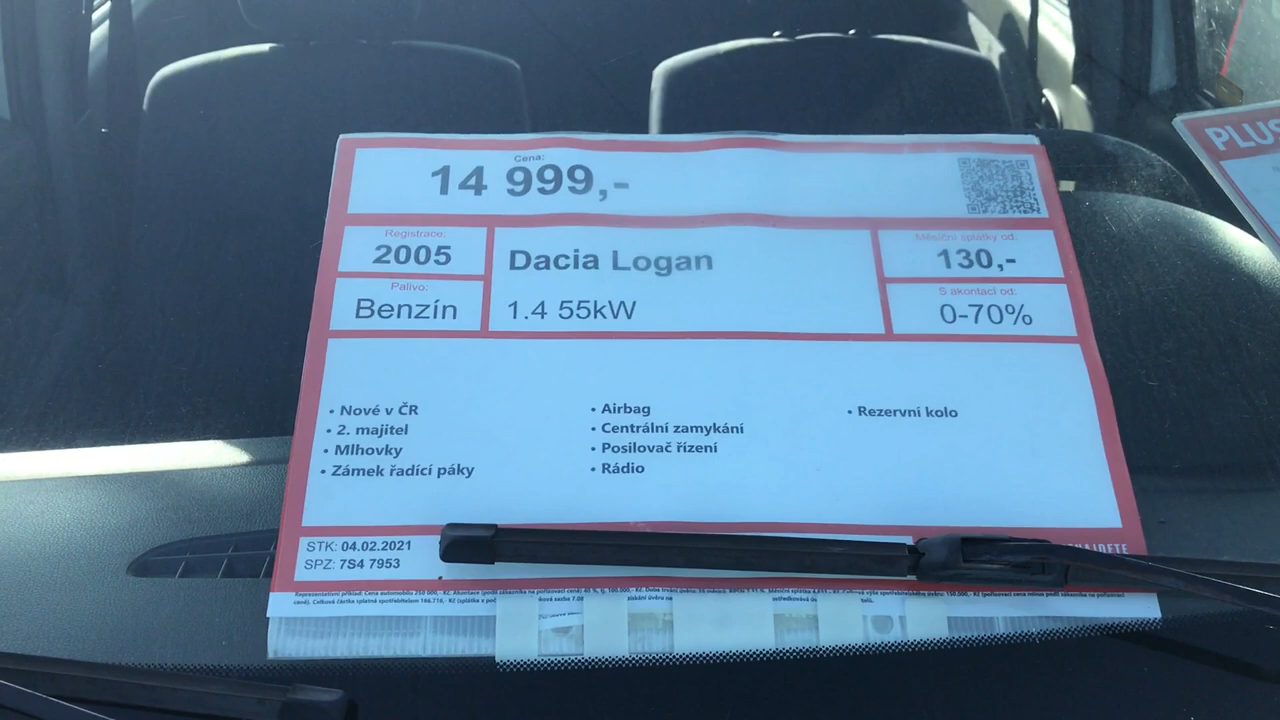 Cena:
14 999,-
Registrace:
2005
Palivo:
Benzín
Dacia Logan
1.4 55kW
Měsíční splátky od:
130,-
S akontací od:
0-70%
• Nové v ČR
• 2. majitel
• Mlhovky
• Zámek řadící páky
• Airbag
• Centrální zamykání
• Posilovač řízení
• Rádio
• Rezervní kolo
STK: 04.02.2021
SPZ: 7S4 7953
PLUS